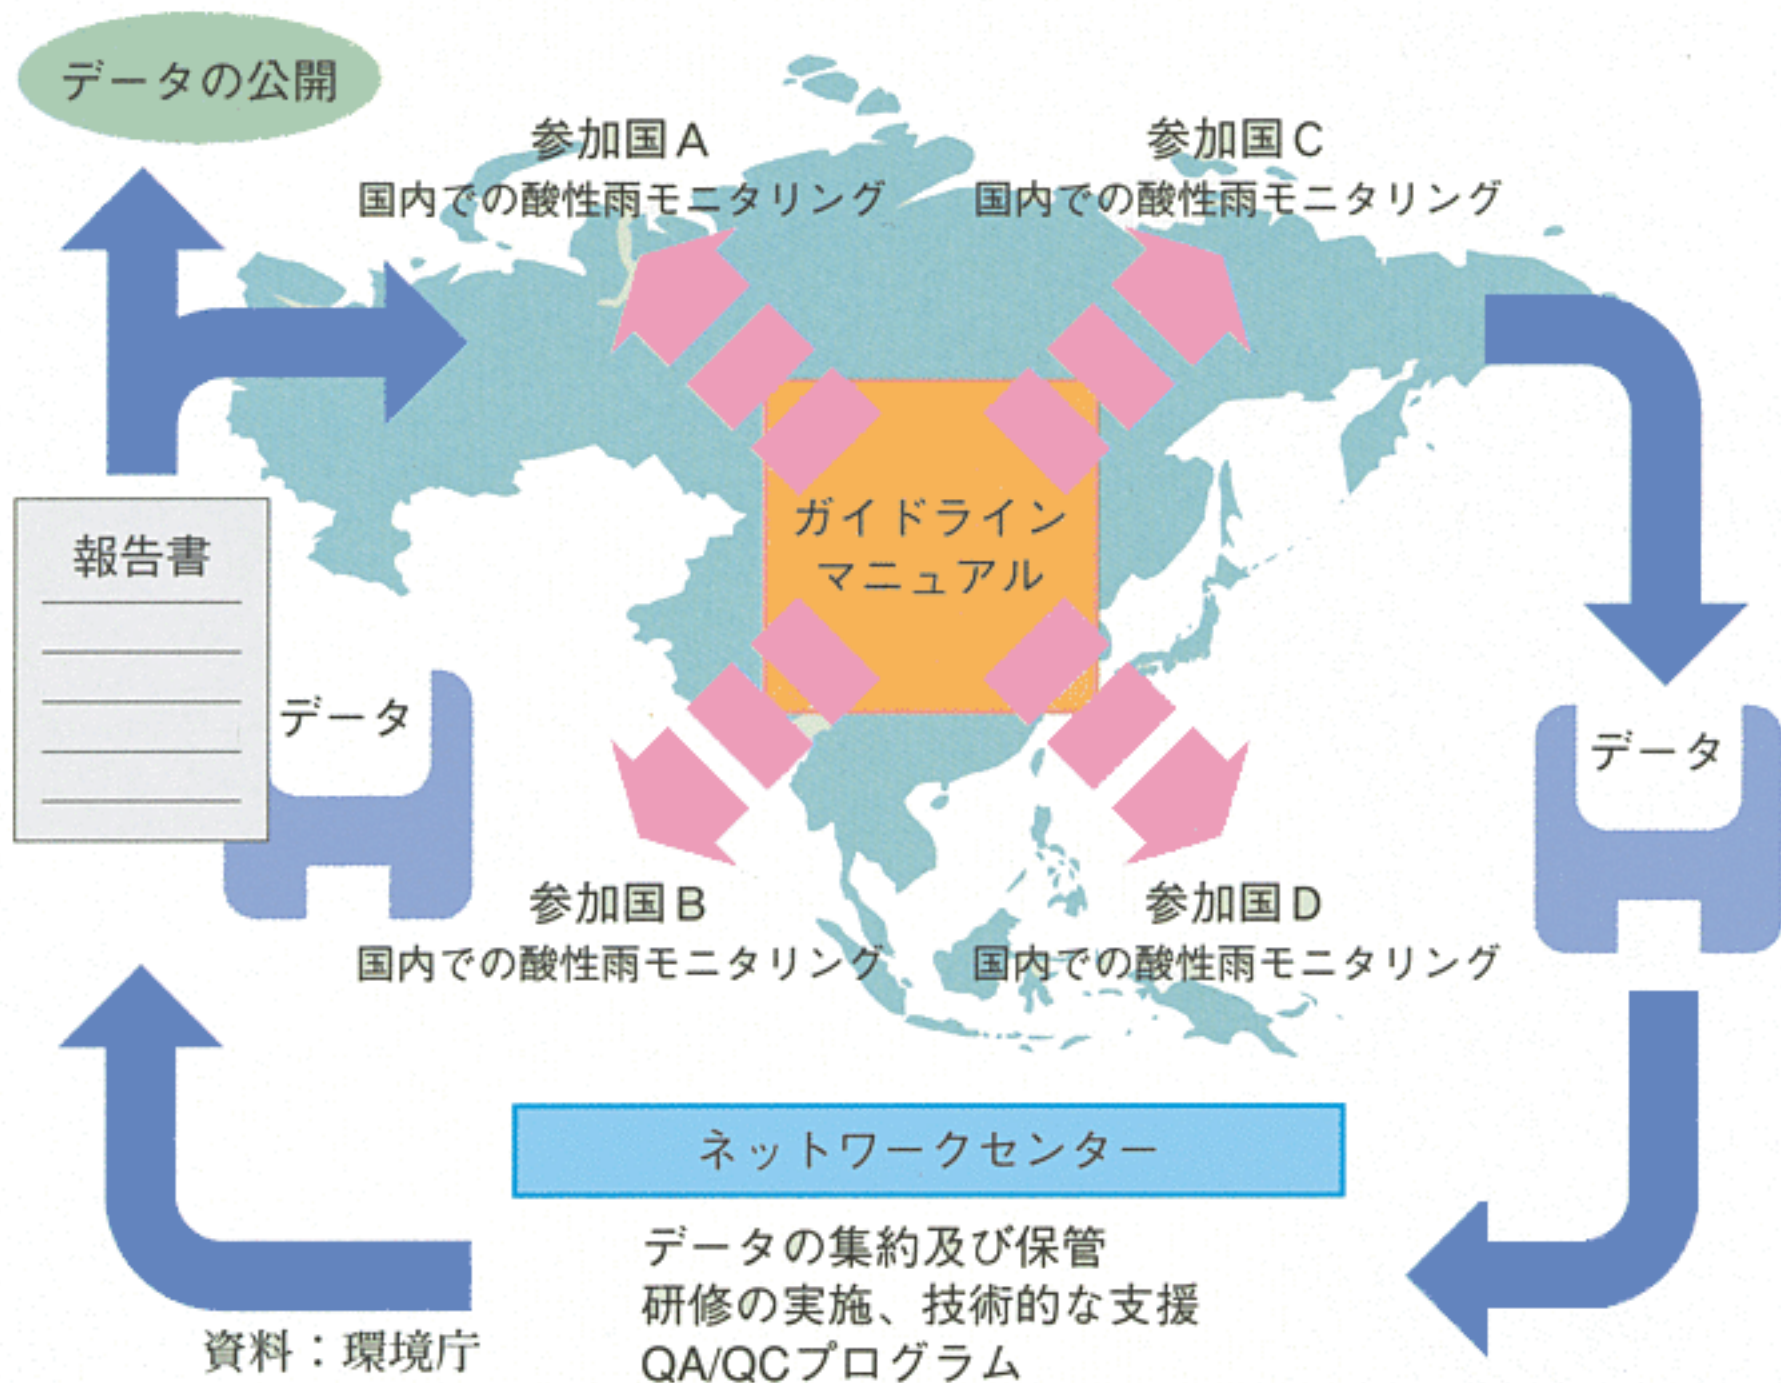 データの公開
参加国A
国内での酸性雨モニタリング
参加国C
国内での酸性雨モニタリング
ガイドライン
マニュアル
報告書
データ
データ
参加国B
国内での酸性雨モニタリング
参加国D
国内での酸性雨モニタリング
ネットワークセンター
データの集約及び保管
研修の実施、技術的な支援
QA/QCプログラム
資料：環境庁